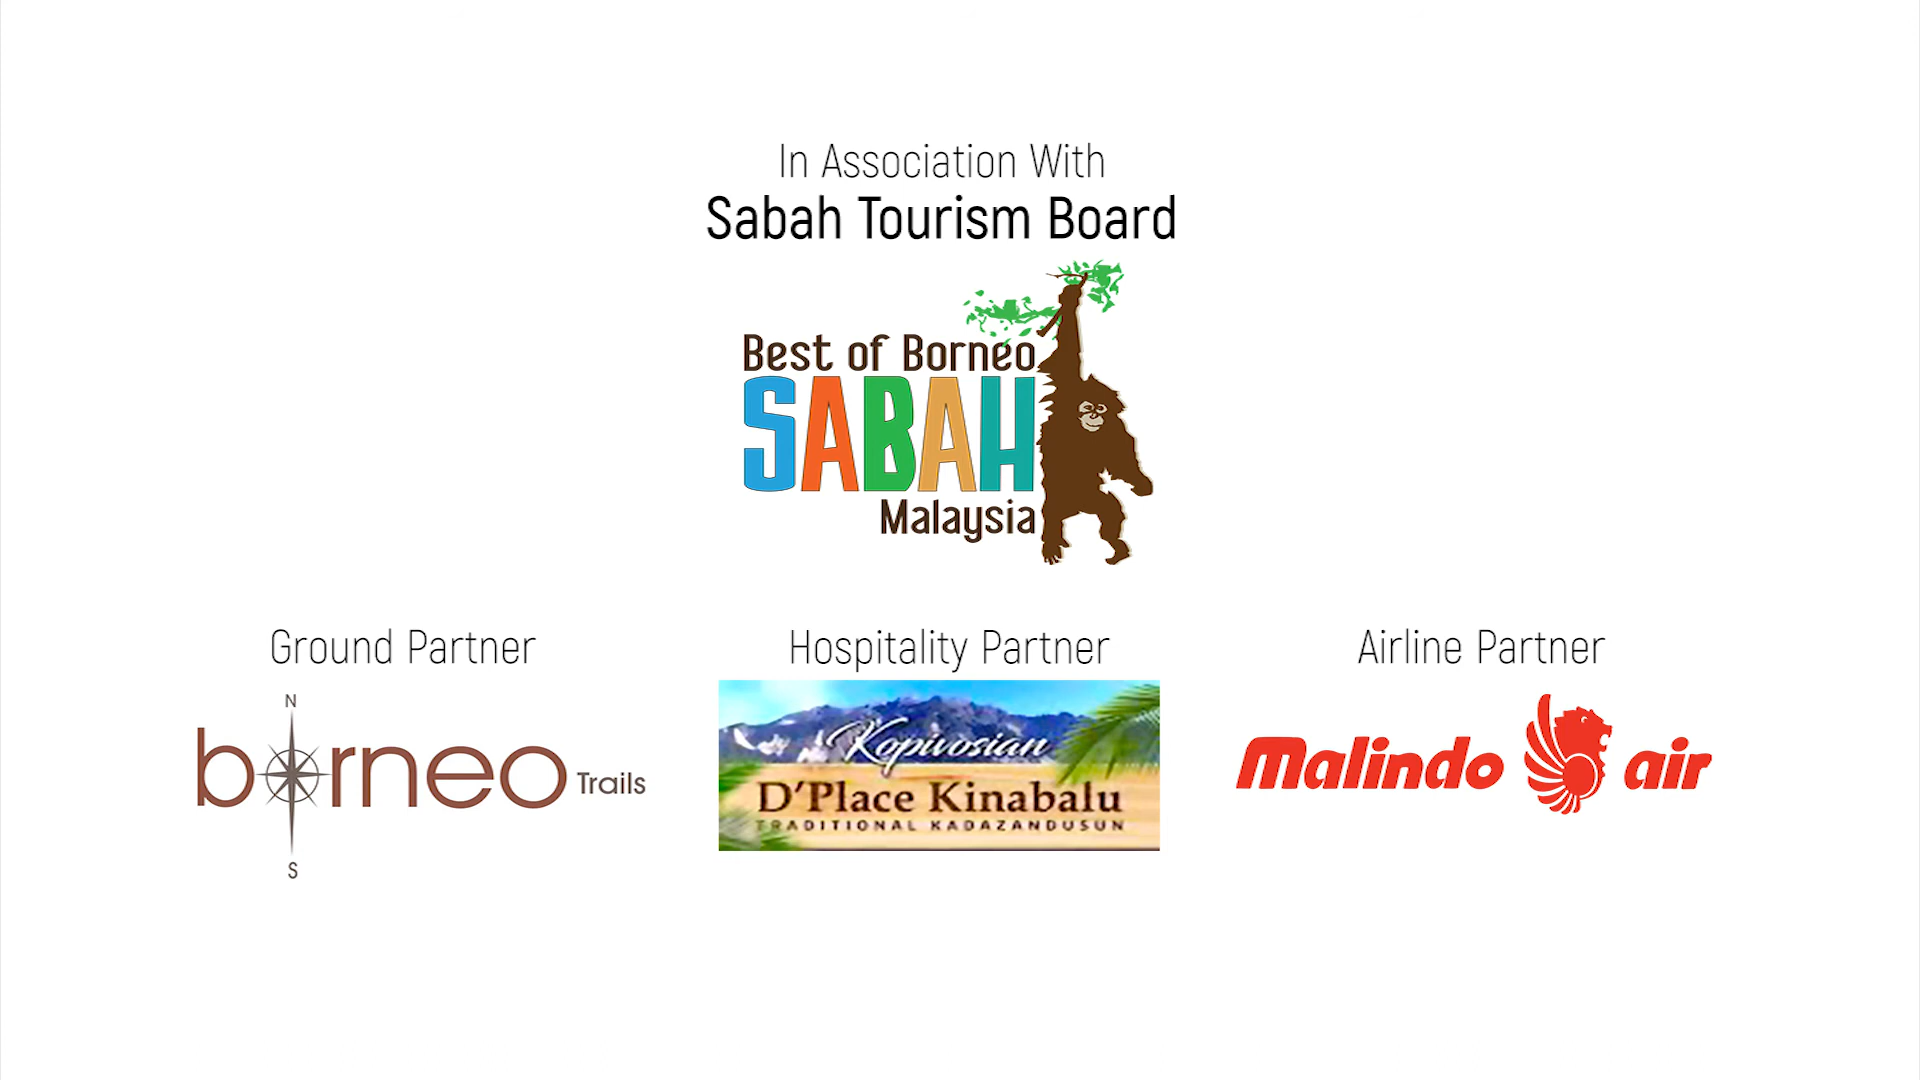 In Association With
Sabah Tourism Board
Best of Borneo
SABAH
Malaysia
Ground Partner
N
borneo Trails
S
Hospitality Partner
Kopivosian
D'Place Kinabalu
TRADITIONAL KADAZANDUSUN
Airline Partner
Malindo air